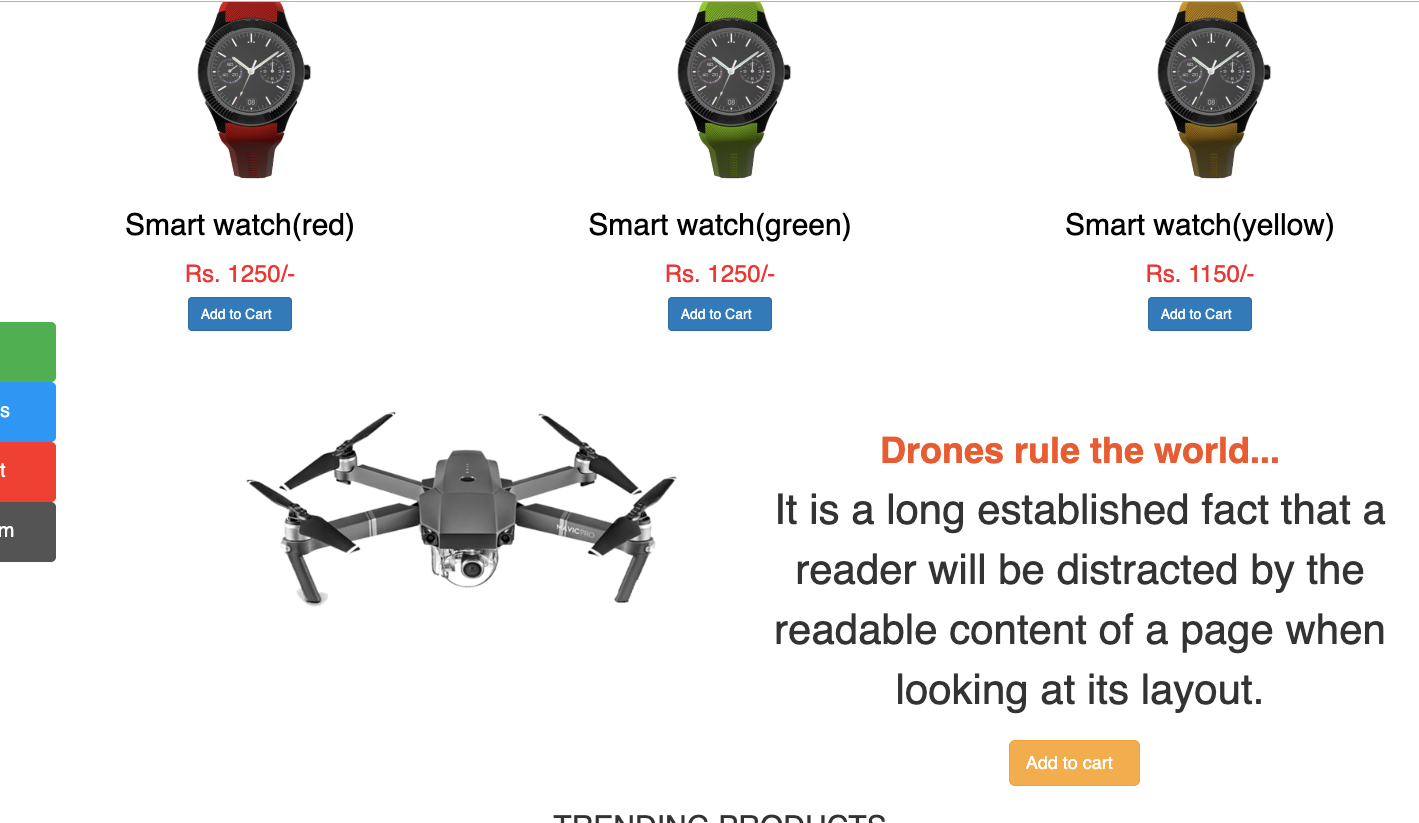 Smart watch(red)
Smart watch(green)
Smart watch(yellow)
Rs. 1250/-
Rs. 1250/-
Rs. 1150/-
Add to Cart
Add to Cart
Add to Cart
s
t
m
MAVIC PRO
Drones rule the world...
It is a long established fact that a
reader will be distracted by the
readable content of a page when
looking at its layout.
Add to cart
TRENDING PRODUCTS